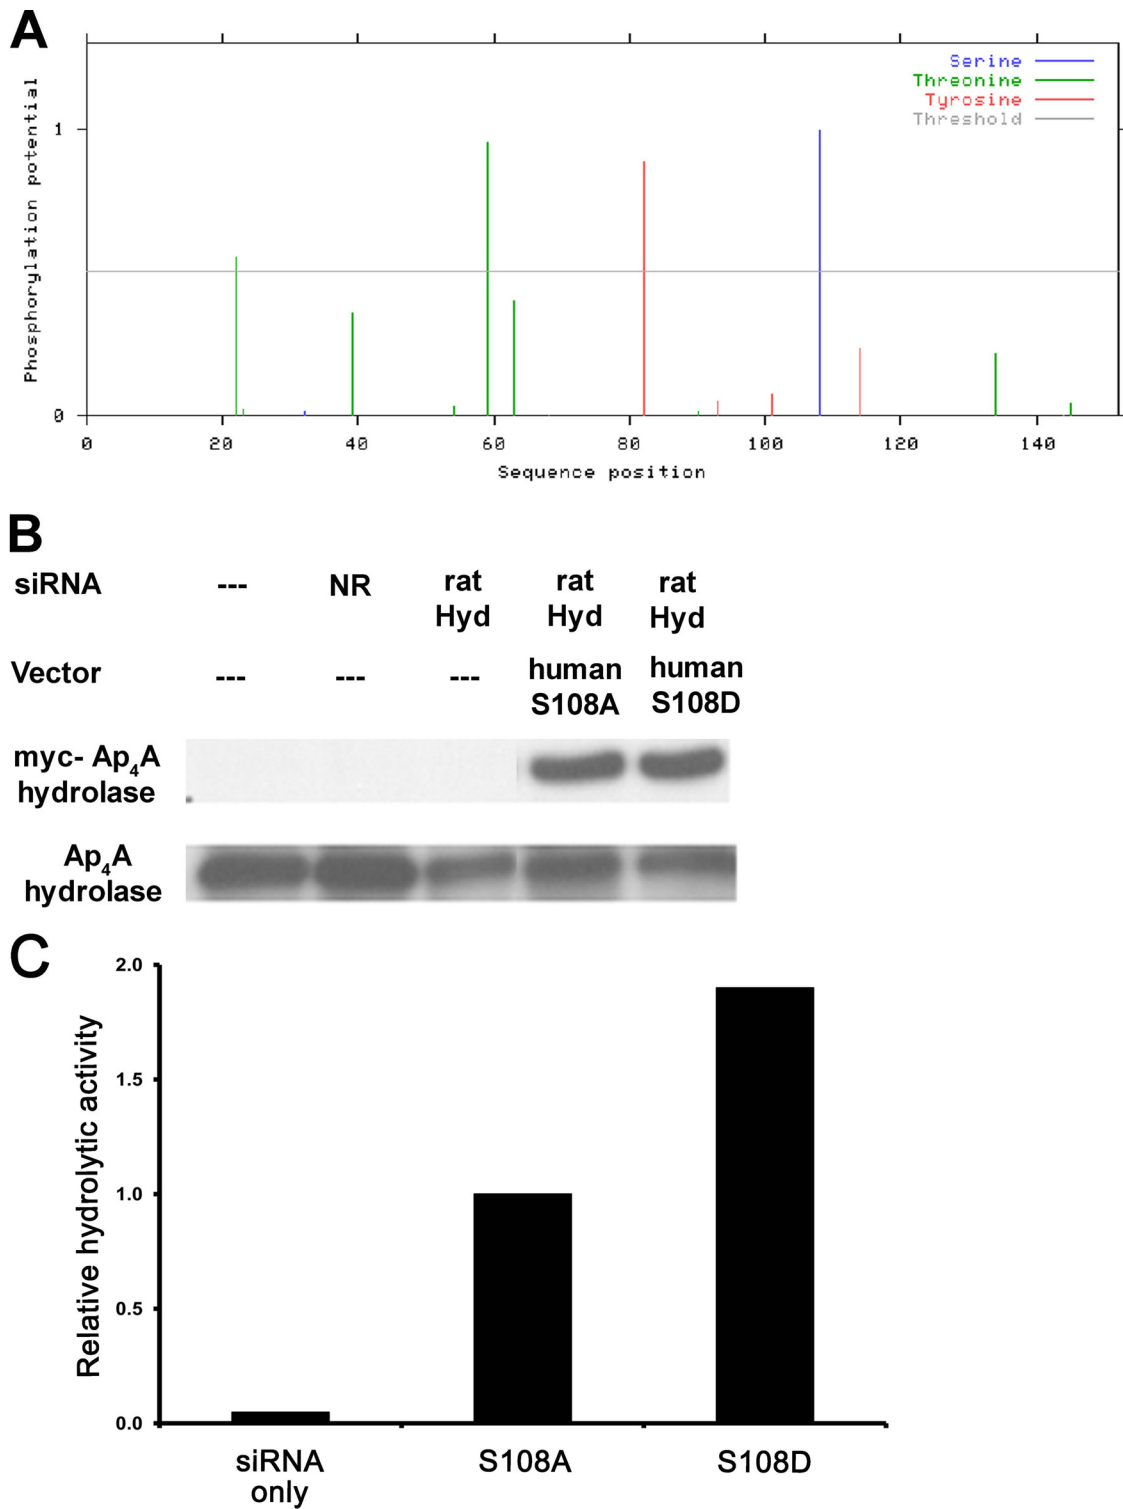 A
Phosphorylation potential
1
0
Serine
Threonine
Tyrosine
Threshold
0 20 40 60 80 100 120 140
Sequence position
B
siRNA --- NR rat Hyd rat Hyd rat Hyd
Vector --- --- --- human S108A human S108D
myc- Ap4A
hydrolase
Ap4A
hydrolase
C
Relative hydrolytic activity
2.0
1.5
1.0
0.5
0.0
siRNA only S108A S108D